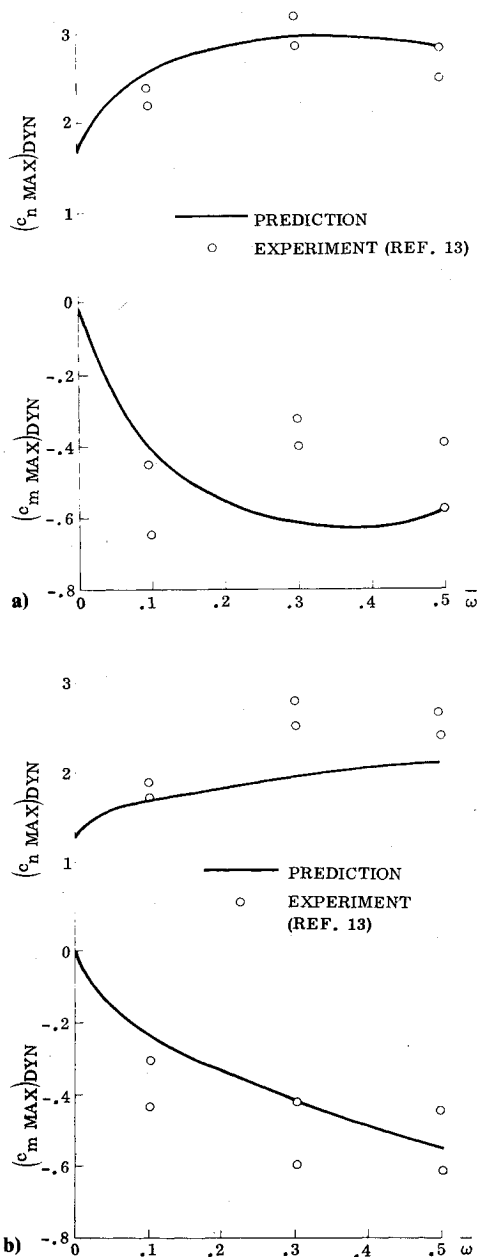 3
2
1
(c_n MAX)DYN
PREDICTION
EXPERIMENT (REF. 13)
0
-.2
-.4
-.6
-.8
(c_m MAX)DYN
a)
0 .1 .2 .3 .4 .5 ω̅
3
2
1
(c_n MAX)DYN
PREDICTION
EXPERIMENT
(REF. 13)
0
-.2
-.4
-.6
-.8
(c_m MAX)DYN
b)
0 .1 .2 .3 .4 .5 ω̅